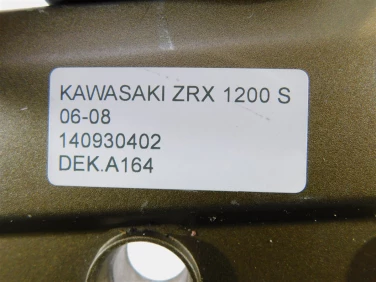 KAWASAKI ZRX 1200 S
06-08
140930402
DEK.A164